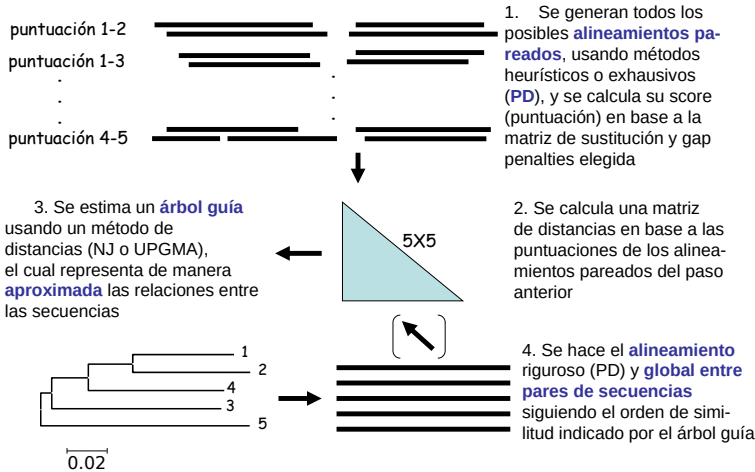 puntuación 1-2
puntuación 1-3
puntuación 4-5
1. Se generan todos los
posibles alineamientos pa-
reados, usando métodos
heurísticos o exhausivos
(PD), y se calcula su score
(puntuación) en base a la
matriz de sustitución y gap
penalties elegida
2. Se calcula una matriz
de distancias en base a las
puntuaciones de los alinea-
mientos pareados del paso
anterior
5X5
3. Se estima un árbol guía
usando un método de
distancias (NJ o UPGMA),
el cual representa de manera
aproximada las relaciones entre
las secuencias
1
2
4
3
5
0.02
4. Se hace el alineamiento
riguroso (PD) y global entre
pares de secuencias
siguiendo el orden de simi-
litud indicado por el árbol guía